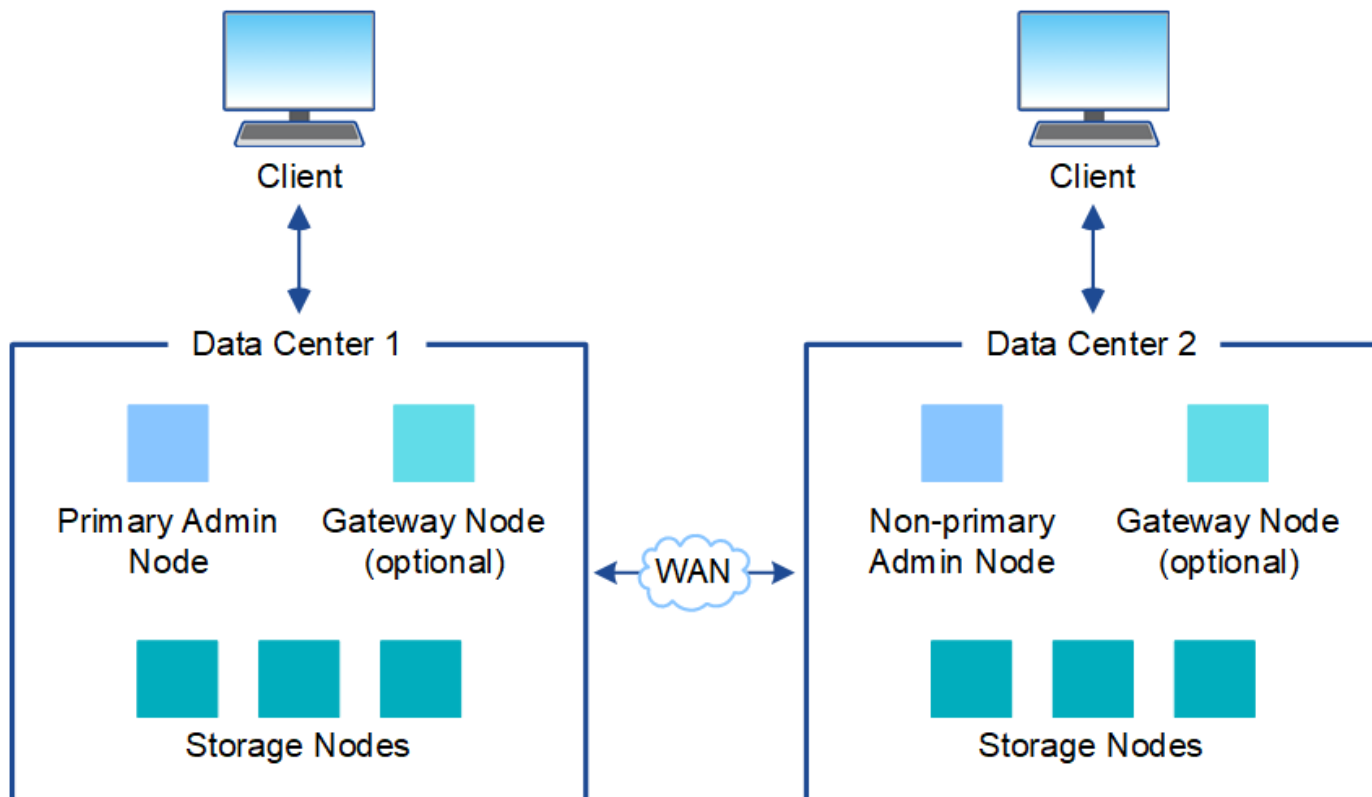 Client
Client
Data Center 1
Data Center 2
Primary Admin
Node
Gateway Node
(optional)
Non-primary
Admin Node
Gateway Node
(optional)
WAN
Storage Nodes
Storage Nodes